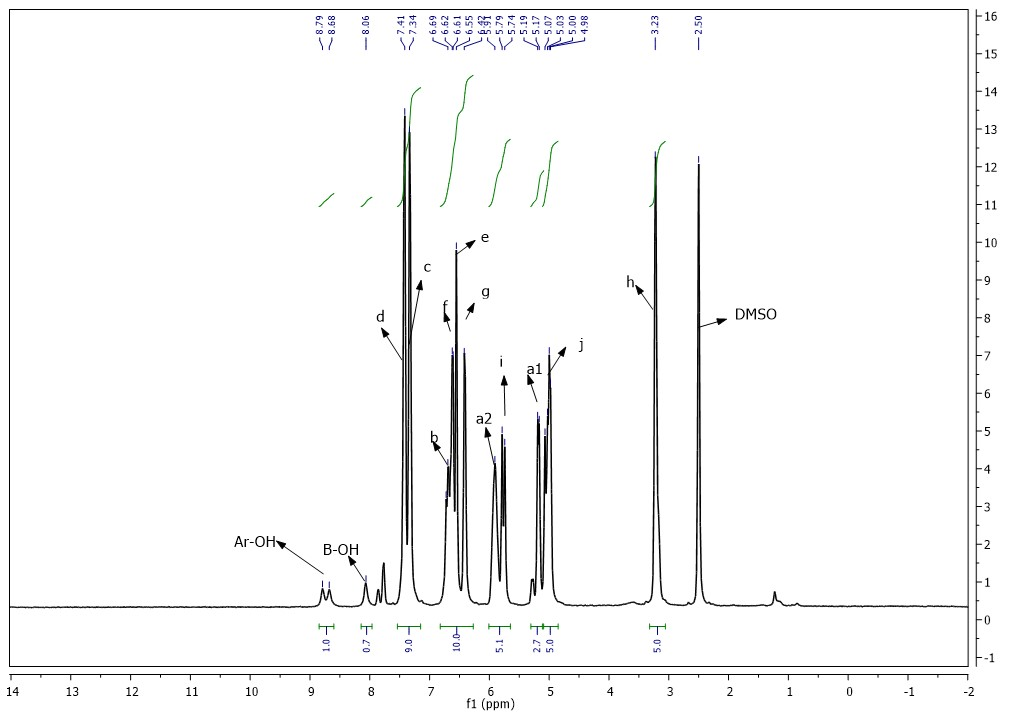 8.79 8.68 8.06 7.41 7.34 6.69 6.62 6.61 6.55 6.42 5.91 5.79 5.74 5.19 5.17 5.07 5.03 5.00 4.98 3.23 2.50
16
15
14
13
12
11
10
9
8
7
6
5
4
3
2
1
0
-1
e
c
h
g
f
d
DMSO
j
i
a1
a2
b
Ar-OH
B-OH
1.0 0.7 9.0 10.0 5.1 2.7 5.0 5.0
14 13 12 11 10 9 8 7 6 5 4 3 2 1 0 -1 -2
f1 (ppm)